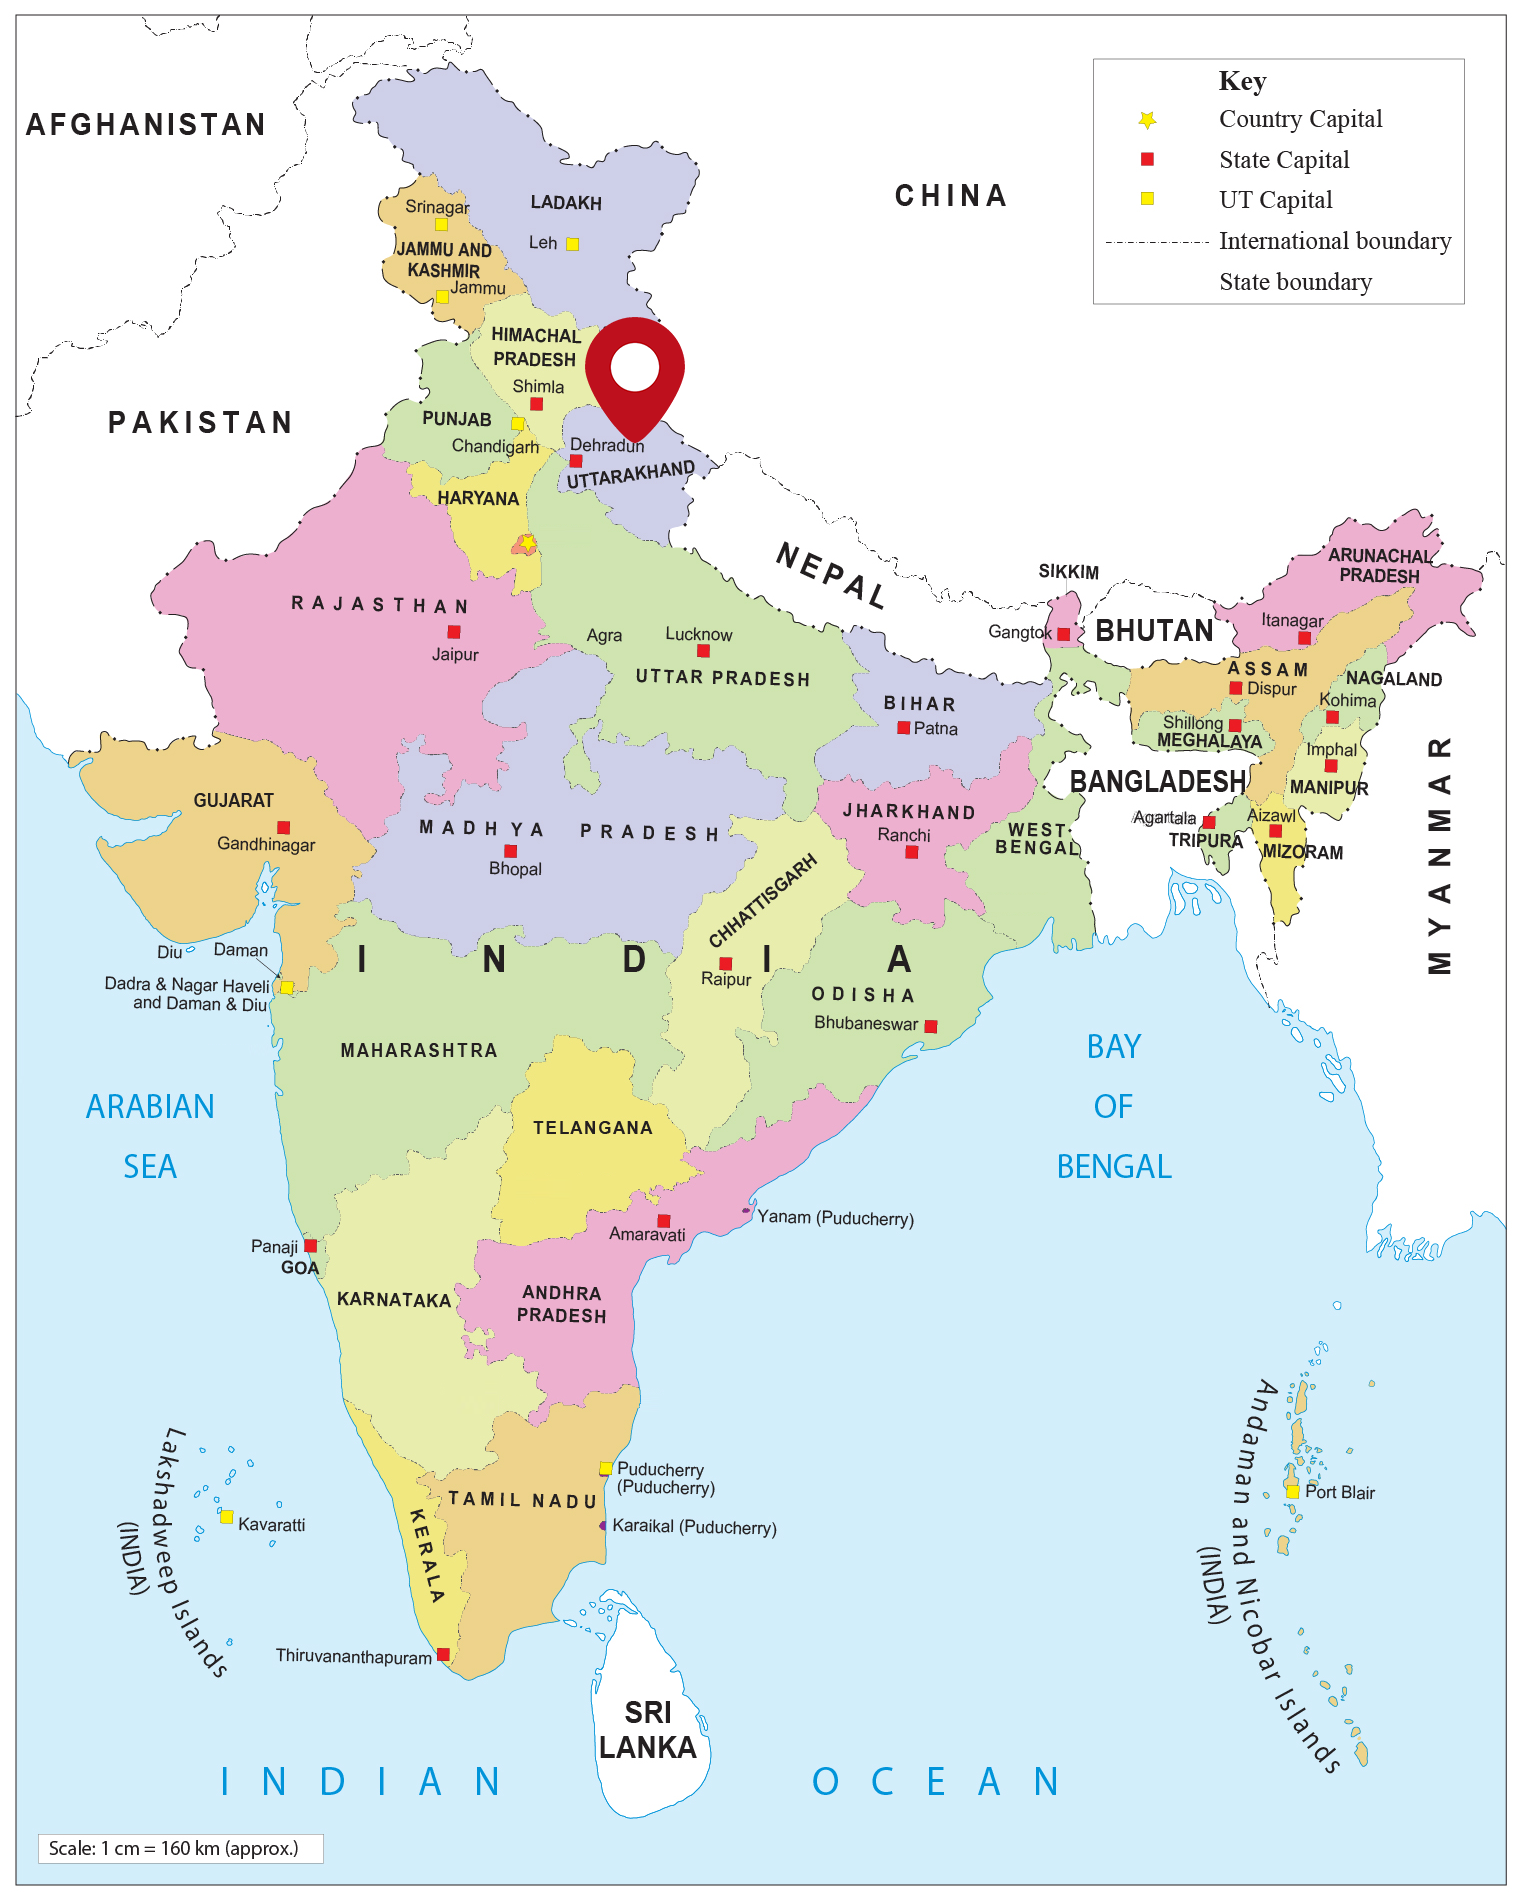 Key
Country Capital
State Capital
UT Capital
International boundary
State boundary
AFGHANISTAN
CHINA
LADAKH
Srinagar
Leh
JAMMU AND
KASHMIR
Jammu
HIMACHAL
PRADESH
Shimla
PAKISTAN
PUNJAB
Chandigarh
Dehradun
UTTARAKHAND
HARYANA
NEPAL
SIKKIM
ARUNACHAL
PRADESH
RAJASTHAN
Jaipur
Agra
Lucknow
UTTAR PRADESH
Gangtok
BHUTAN
Itanagar
ASSAM
Dispur
NAGALAND
Kohima
BIHAR
Patna
Shillong
MEGHALAYA
Imphal
MANIPUR
BANGLADESH
MYANMAR
GUJARAT
Gandhinagar
MADHYA PRADESH
Bhopal
JHARKHAND
Ranchi
WEST
BENGAL
Agartala
TRIPURA
Aizawl
MIZORAM
CHHATTISGARH
Raipur
INDIA
Diu
Daman
Dadra & Nagar Haveli
and Daman & Diu
ODISHA
Bhubaneswar
MAHARASHTRA
BAY
OF
BENGAL
ARABIAN
SEA
TELANGANA
Yanam (Puducherry)
Amaravati
Panaji
GOA
KARNATAKA
ANDHRA
PRADESH
Lakshadweep Islands
(INDIA)
Kavaratti
Puducherry
(Puducherry)
TAMIL NADU
Karaikal (Puducherry)
KERALA
Thiruvananthapuram
Andaman and Nicobar Islands
(INDIA)
Port Blair
SRI
LANKA
INDIAN OCEAN
Scale: 1 cm = 160 km (approx.)